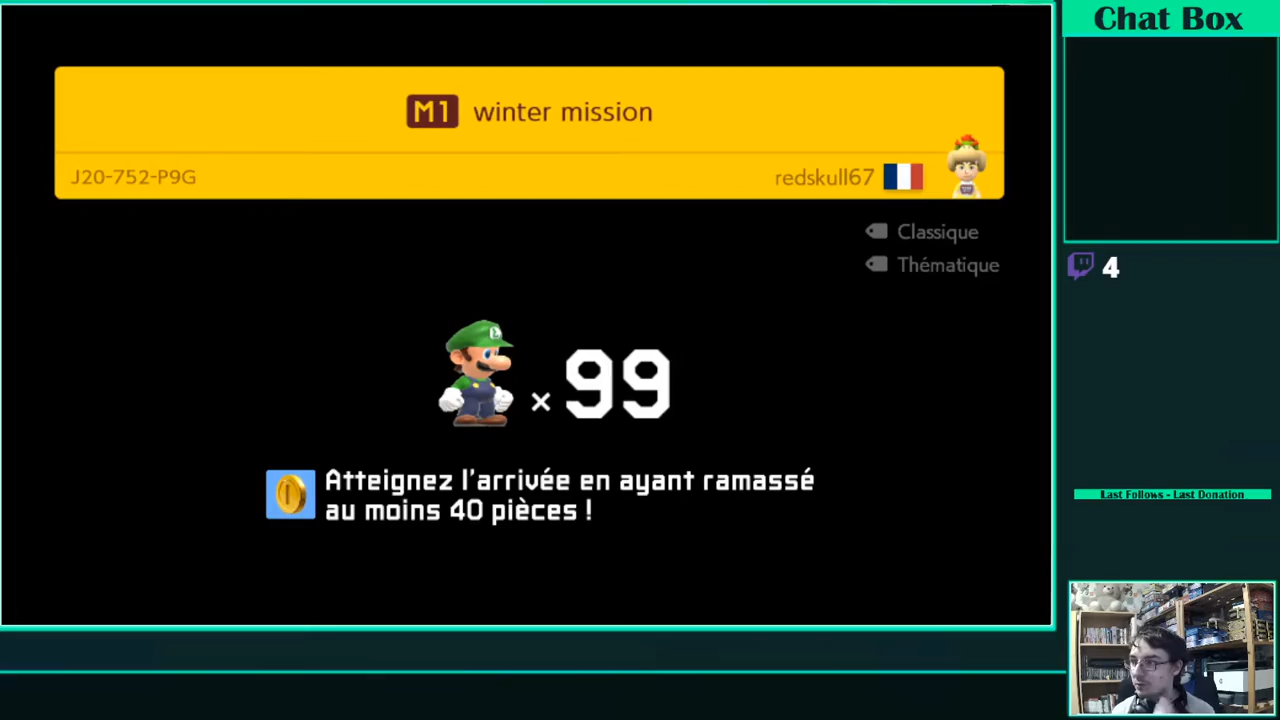 Chat Box
M1 winter mission
J20-752-P9G
redskull67
Classique
Thématique
4
× 99
Atteignez l'arrivée en ayant ramassé
au moins 40 pièces !
Last Follows - Last Donation